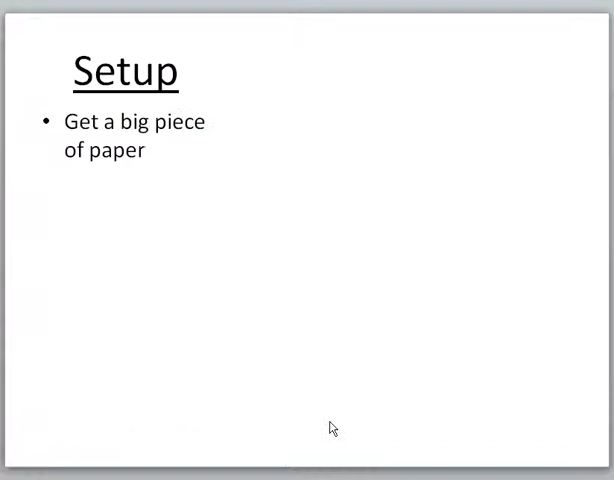 Setup
• Get a big piece
of paper